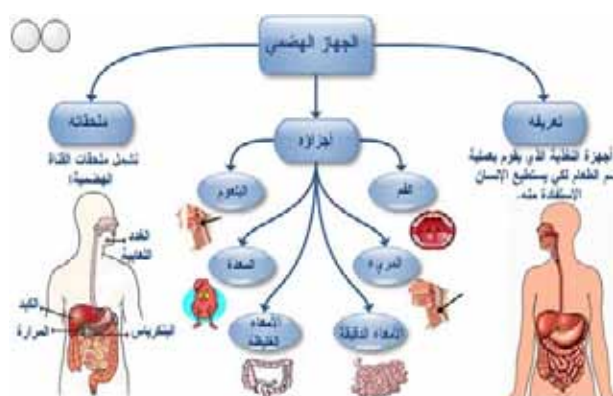 الجهاز الهضمي
تعريفه
أجهزة التغذية الذي يقوم بعملية
م الطعام لكي يستطيع الإنسان
الاستفادة منه.
أجزاؤه
الفم
البلعوم
المريء
المعدة
الأمعاء الدقيقة
الأمعاء
الغليظة
ملحقاته
تشمل ملحقات القناة
الهضمية:
الغدد
اللعابية
الكبد
المرارة
البنكرياس